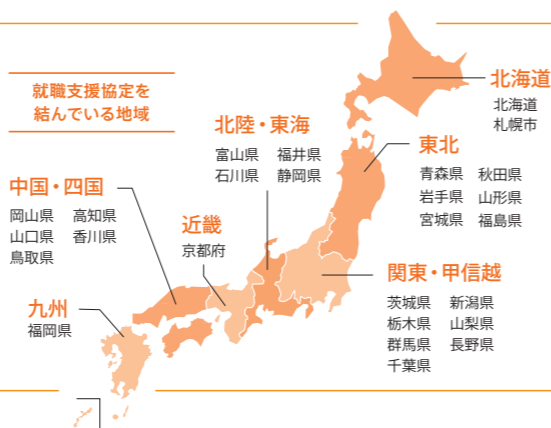 就職支援協定を
結んでいる地域
北海道
北海道
札幌市
東北
青森県 秋田県
岩手県 山形県
宮城県 福島県
北陸・東海
富山県 福井県
石川県 静岡県
関東・甲信越
茨城県 新潟県
栃木県 山梨県
群馬県 長野県
千葉県
近畿
京都府
中国・四国
岡山県 高知県
山口県 香川県
鳥取県
九州
福岡県